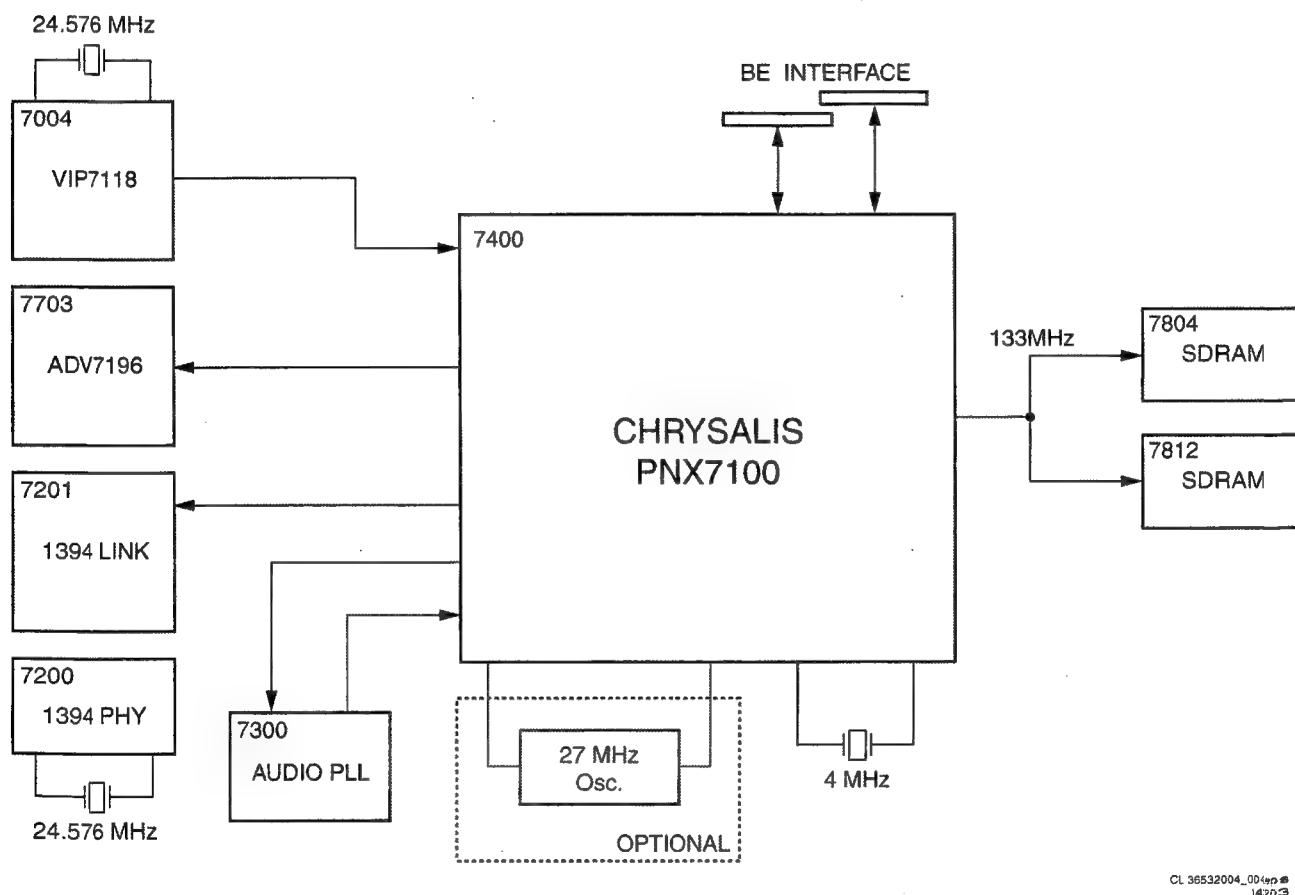 24.576 MHz
7004
VIP7118
BE INTERFACE
7400
7703
ADV7196
CHRYSALIS
PNX7100
133MHz
7804
SDRAM
7812
SDRAM
7201
1394 LINK
7200
1394 PHY
24.576 MHz
7300
AUDIO PLL
27 MHz
Osc.
OPTIONAL
4 MHz
CL